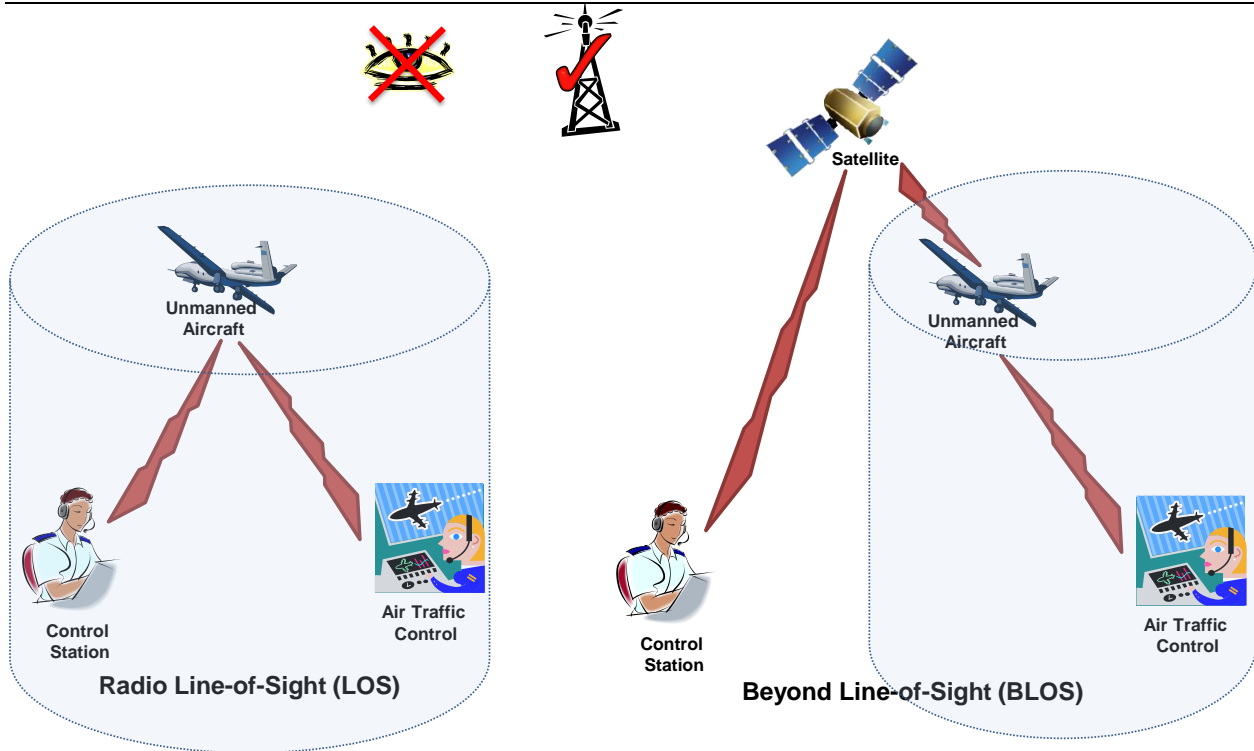 Satellite
Unmanned
Aircraft
Unmanned
Aircraft
Control
Station
Air Traffic
Control
Radio Line-of-Sight (LOS)
Control
Station
Air Traffic
Control
Beyond Line-of-Sight (BLOS)